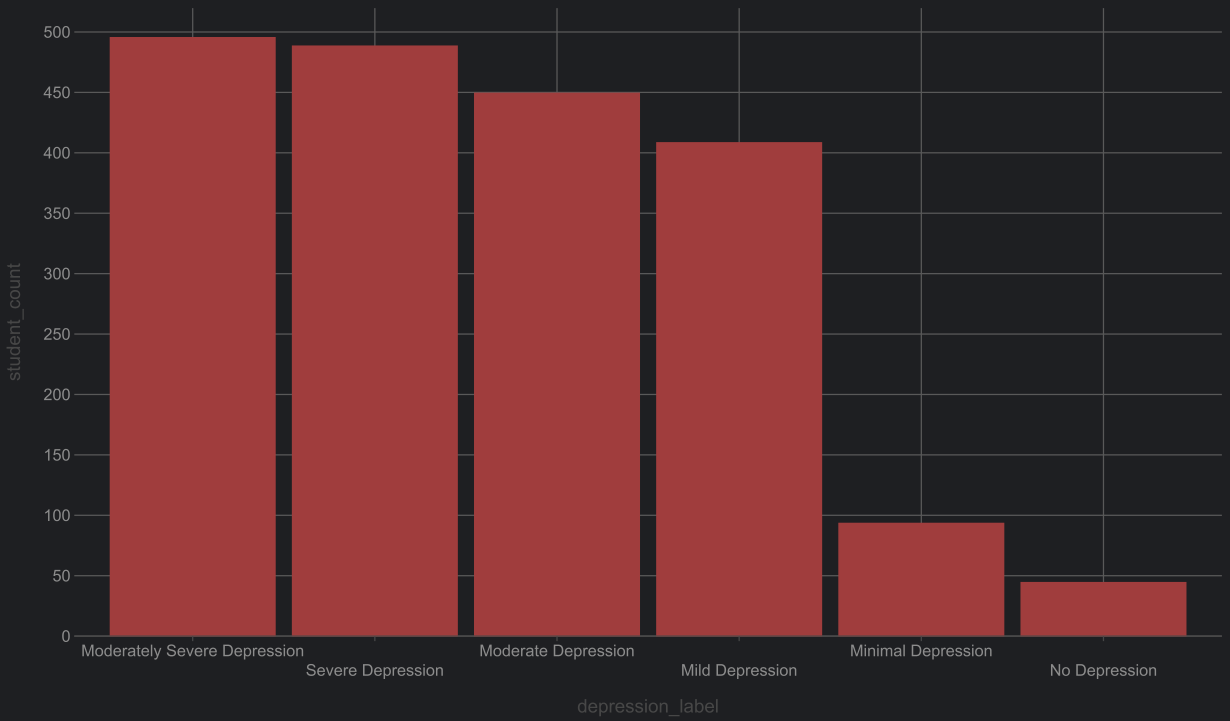 student_count
500
450
400
350
300
250
200
150
100
50
0
Moderately Severe Depression
Severe Depression
Moderate Depression
Mild Depression
Minimal Depression
No Depression
depression_label